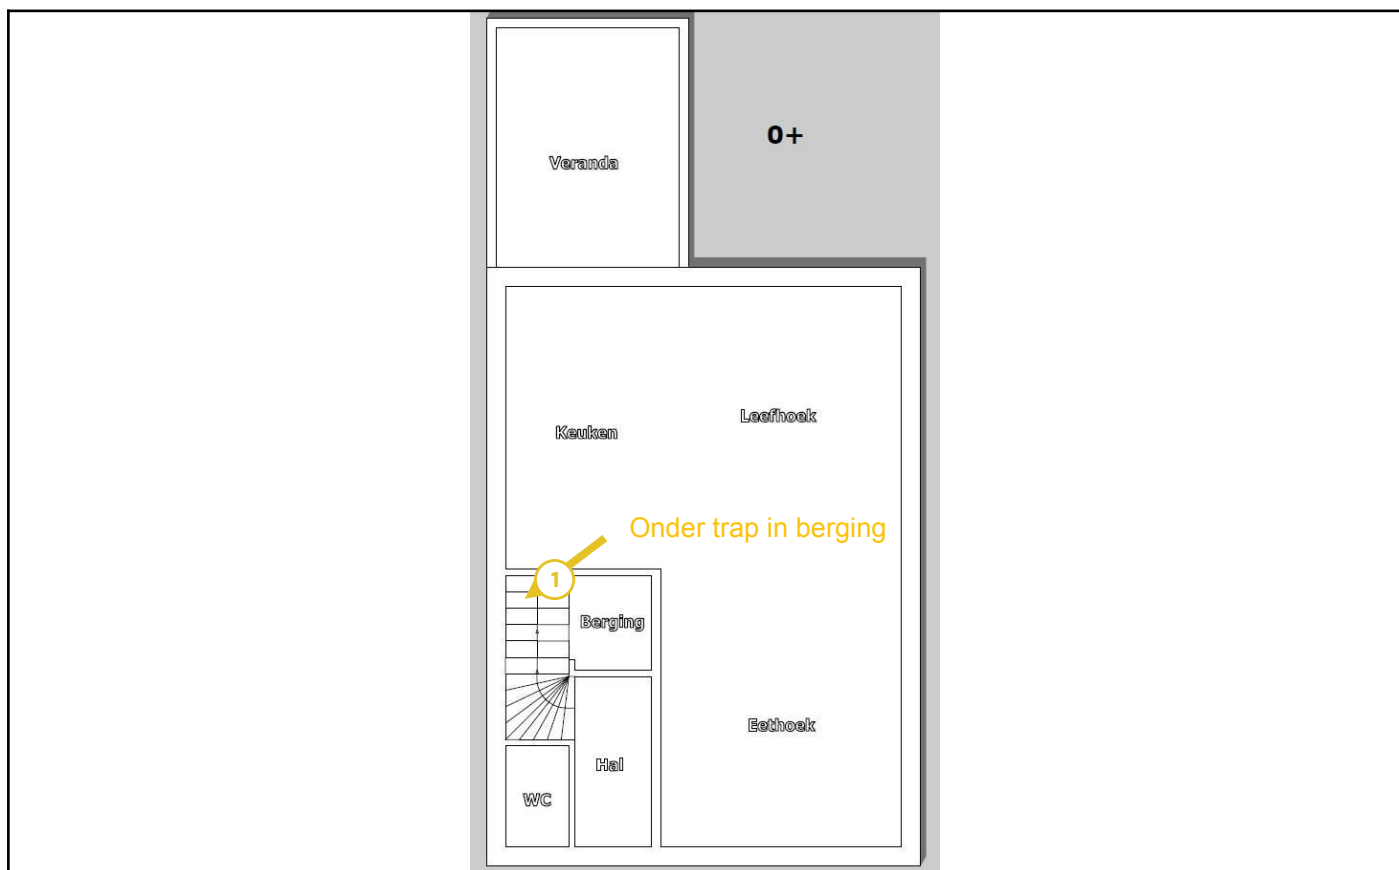 0+
Veranda
Leefhoek
Keuken
Onder trap in berging
1
Berging
Eethoek
Hal
WC